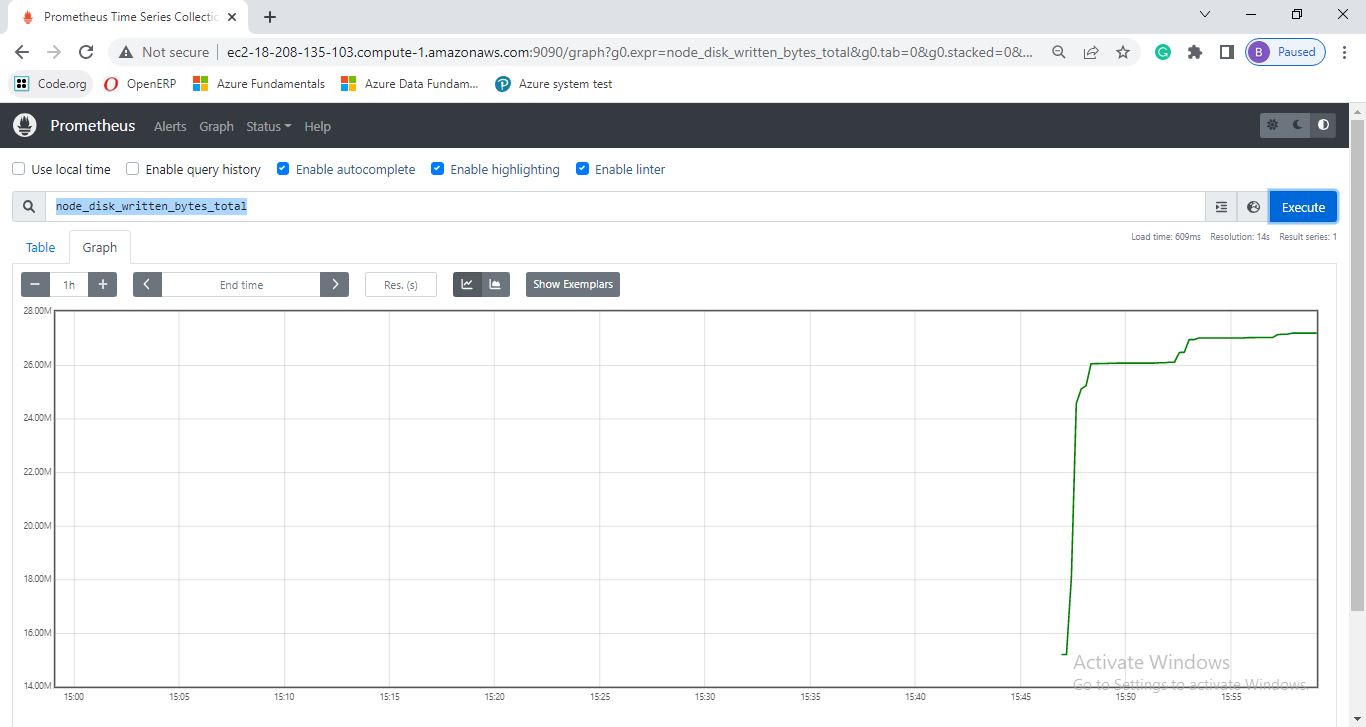 Prometheus Time Series Collectic
Not secure ec2-18-208-135-103.compute-1.amazonaws.com:9090/graph?g0.expr=node_disk_written_bytes_total&g0.tab=0&g0.stacked=0&... G B Paused
Code.org OpenERP Azure Fundamentals Azure Data Fundam... Azure system test
Prometheus Alerts Graph Status Help
Use local time Enable query history Enable autocomplete Enable highlighting Enable linter
node_disk_written_bytes_total Execute
Load time: 609ms Resolution: 14s Result series: 1
Table Graph
− 1h + End time Res. (s) Show Exemplars
28.00M
26.00M
24.00M
22.00M
20.00M
18.00M
16.00M
14.00M
Activate Windows
Go to Settings to activate Windows.
15:00 15:05 15:10 15:15 15:20 15:25 15:30 15:35 15:40 15:45 15:50 15:55